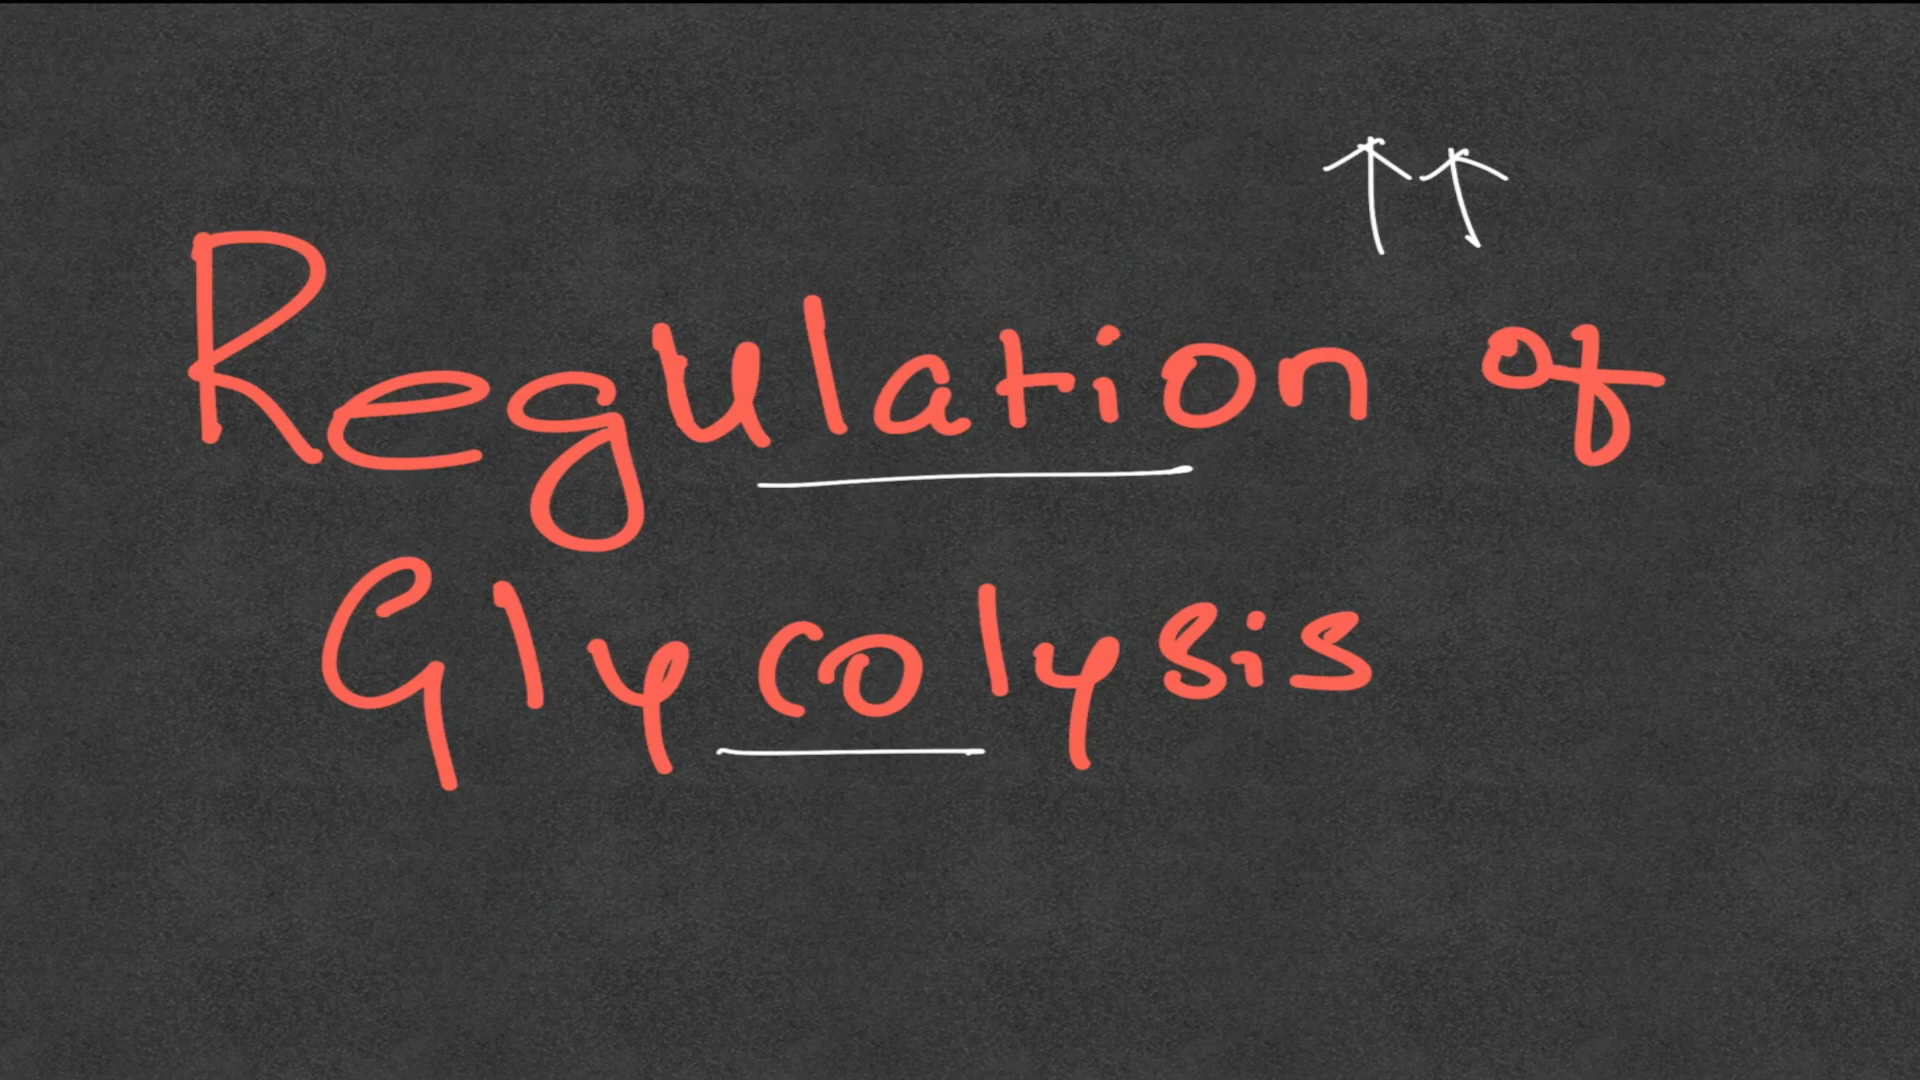 ↑↑
Regulation of
Glycolysis